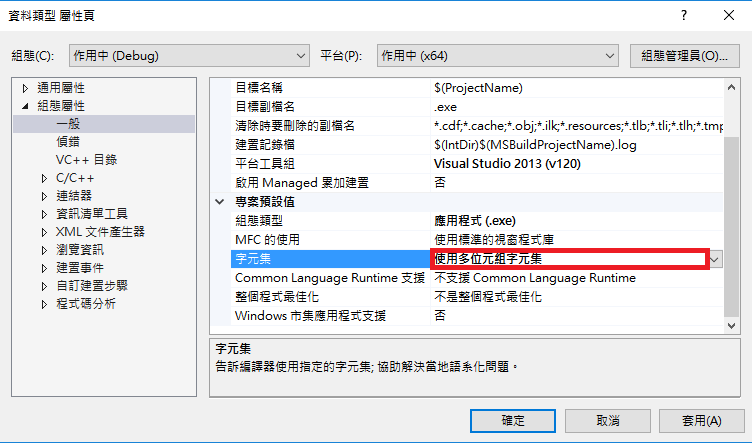 資料類型 屬性頁
? ×
組態(C): 作用中 (Debug) 平台(P): 作用中 (x64) 組態管理員(O)...
通用屬性
組態屬性
一般
偵錯
VC++ 目錄
C/C++
連結器
資訊清單工具
XML 文件產生器
瀏覽資訊
建置事件
自訂建置步驟
程式碼分析
目標名稱 $(ProjectName)
目標副檔名 .exe
清除時要刪除的副檔名 *.cdf;*.cache;*.obj;*.ilk;*.resources;*.tlb;*.tli;*.tlh;*.tmp
建置記錄檔 $(IntDir)$(MSBuildProjectName).log
平台工具組 Visual Studio 2013 (v120)
啟用 Managed 累加建置 否
專案預設值
組態類型 應用程式 (.exe)
MFC 的使用 使用標準的視窗程式庫
字元集 使用多位元組字元集
Common Language Runtime 支援 不支援 Common Language Runtime
整個程式最佳化 不是整個程式最佳化
Windows 市集應用程式支援 否
字元集
告訴編譯器使用指定的字元集; 協助解決當地語系化問題。
確定 取消 套用(A)